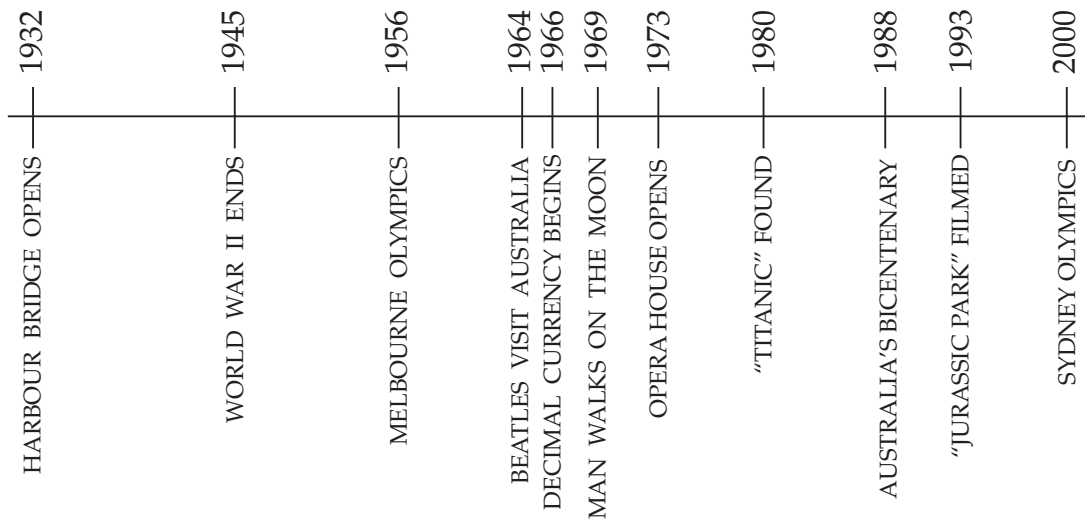 1932
1945
1956
1964
1966
1969
1973
1980
1988
1993
2000
HARBOUR BRIDGE OPENS
WORLD WAR II ENDS
MELBOURNE OLYMPICS
BEATLES VISIT AUSTRALIA
DECIMAL CURRENCY BEGINS
MAN WALKS ON THE MOON
OPERA HOUSE OPENS
“TITANIC” FOUND
AUSTRALIA’S BICENTENARY
“JURASSIC PARK” FILMED
SYDNEY OLYMPICS